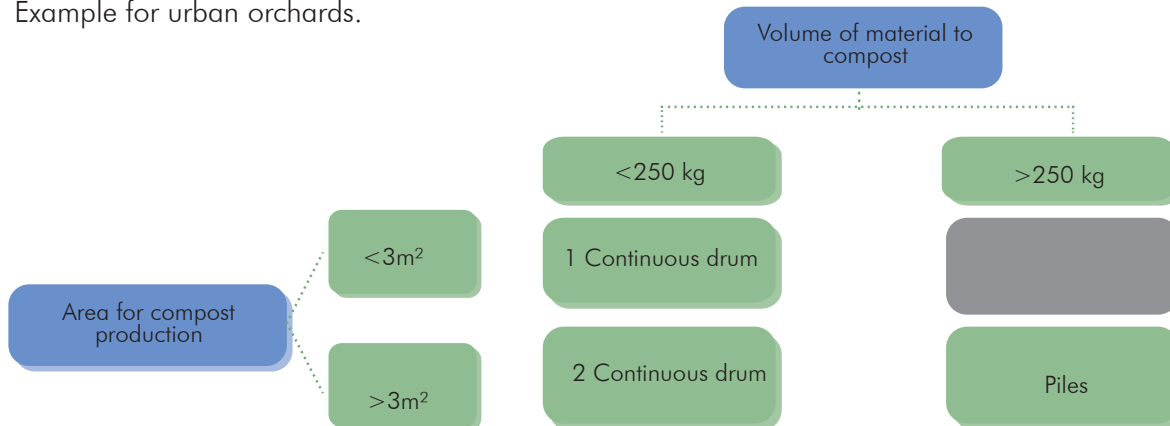 Example for urban orchards.
Volume of material to
compost
<250 kg
>250 kg
<3m²
1 Continuous drum
Area for compost
production
>3m²
2 Continuous drum
Piles